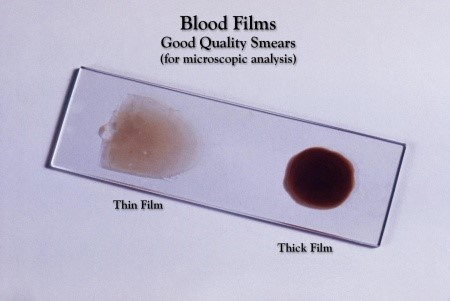 Blood Films
Good Quality Smears
(for microscopic analysis)
Thin Film
Thick Film